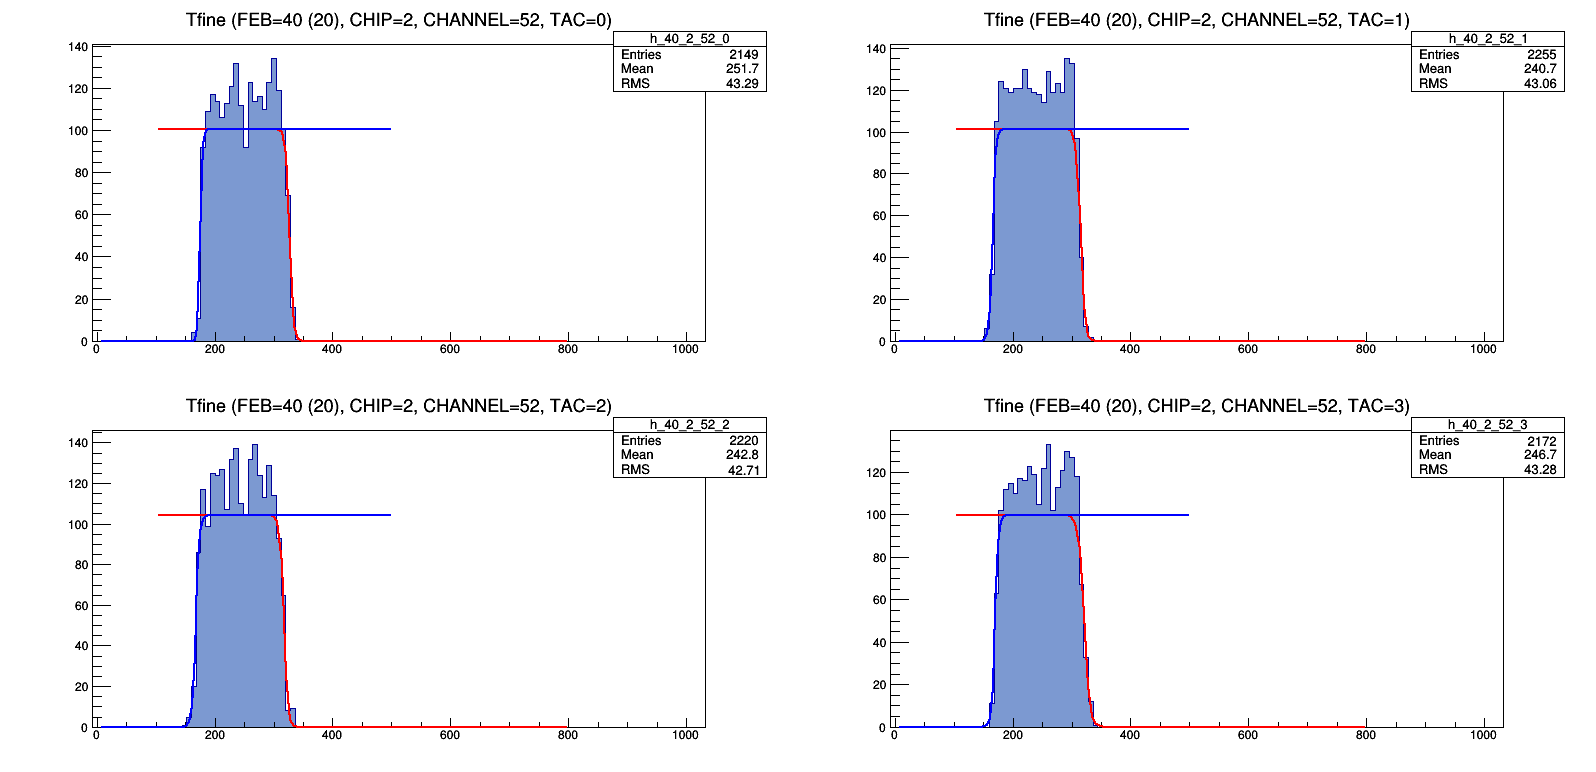 Tfine (FEB=40 (20), CHIP=2, CHANNEL=52, TAC=0)
h_40_2_52_0
Entries 2149
Mean 251.7
RMS 43.29
140
120
100
80
60
40
20
0
0 200 400 600 800 1000
Tfine (FEB=40 (20), CHIP=2, CHANNEL=52, TAC=1)
h_40_2_52_1
Entries 2255
Mean 240.7
RMS 43.06
140
120
100
80
60
40
20
0
0 200 400 600 800 1000
Tfine (FEB=40 (20), CHIP=2, CHANNEL=52, TAC=2)
h_40_2_52_2
Entries 2220
Mean 242.8
RMS 42.71
140
120
100
80
60
40
20
0
0 200 400 600 800 1000
Tfine (FEB=40 (20), CHIP=2, CHANNEL=52, TAC=3)
h_40_2_52_3
Entries 2172
Mean 246.7
RMS 43.28
120
100
80
60
40
20
0
0 200 400 600 800 1000